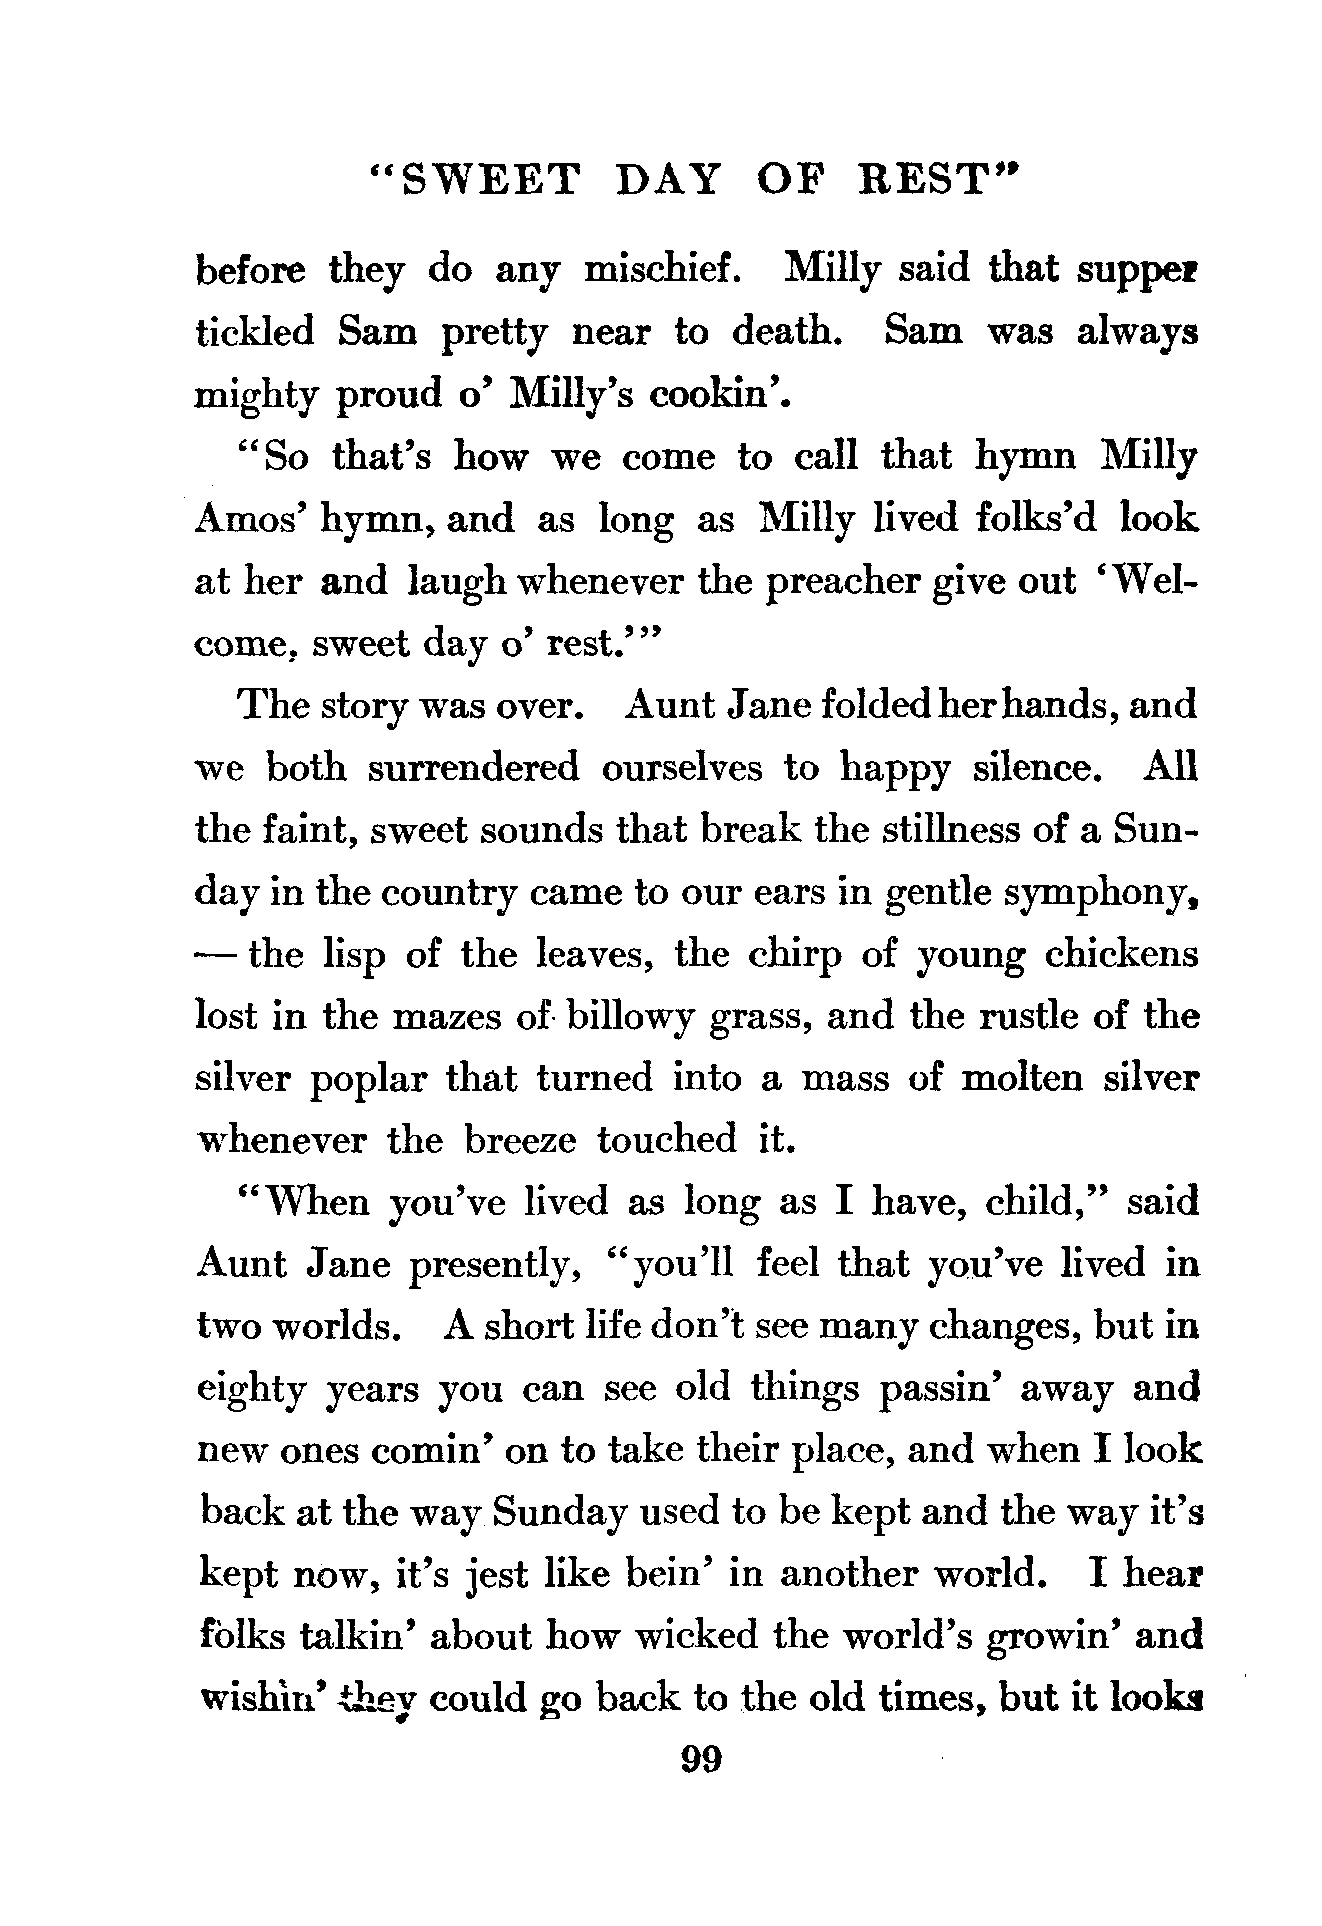 “SWEET DAY OF REST”
before they do any mischief. Milly said that supper
tickled Sam pretty near to death. Sam was always
mighty proud o’ Milly’s cookin’.
“So that’s how we come to call that hymn Milly
Amos’ hymn, and as long as Milly lived folks’d look
at her and laugh whenever the preacher give out ‘Wel-
come, sweet day o’ rest.’”
The story was over. Aunt Jane folded her hands, and
we both surrendered ourselves to happy silence. All
the faint, sweet sounds that break the stillness of a Sun-
day in the country came to our ears in gentle symphony,
— the lisp of the leaves, the chirp of young chickens
lost in the mazes of billowy grass, and the rustle of the
silver poplar that turned into a mass of molten silver
whenever the breeze touched it.
“When you’ve lived as long as I have, child,” said
Aunt Jane presently, “you’ll feel that you’ve lived in
two worlds. A short life don’t see many changes, but in
eighty years you can see old things passin’ away and
new ones comin’ on to take their place, and when I look
back at the way Sunday used to be kept and the way it’s
kept now, it’s jest like bein’ in another world. I hear
folks talkin’ about how wicked the world’s growin’ and
wishin’ they could go back to the old times, but it looks
99